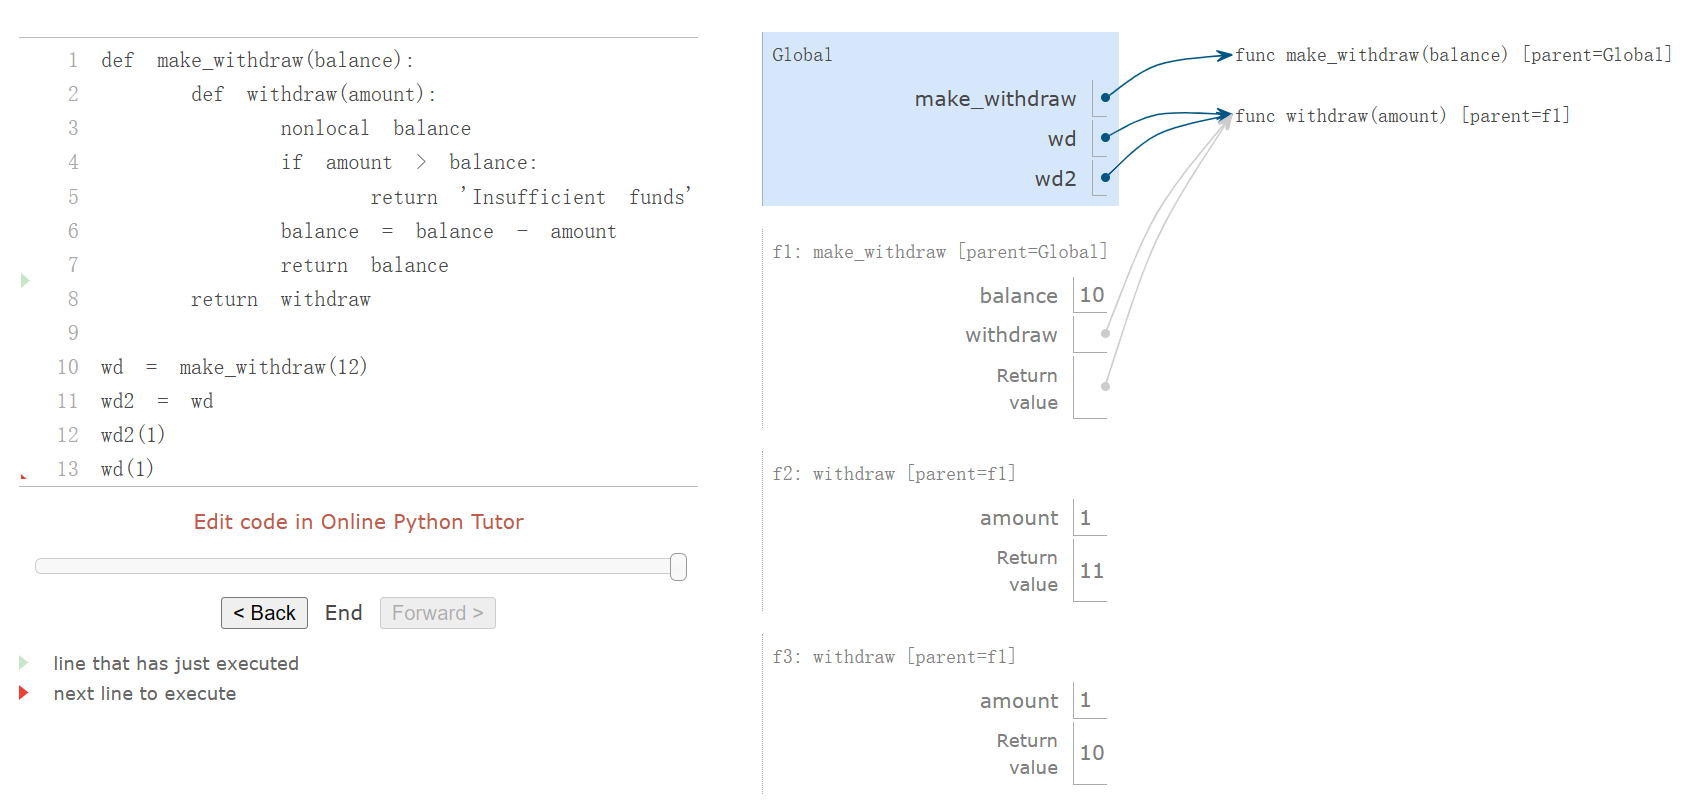 1 def make_withdraw(balance):
2 def withdraw(amount):
3 nonlocal balance
4 if amount > balance:
5 return 'Insufficient funds'
6 balance = balance - amount
7 return balance
8 return withdraw
9
10 wd = make_withdraw(12)
11 wd2 = wd
12 wd2(1)
13 wd(1)
Edit code in Online Python Tutor
< Back End Forward >
line that has just executed
next line to execute
Global
make_withdraw
wd
wd2
func make_withdraw(balance) [parent=Global]
func withdraw(amount) [parent=f1]
f1: make_withdraw [parent=Global]
balance 10
withdraw
Return
value
f2: withdraw [parent=f1]
amount 1
Return
value 11
f3: withdraw [parent=f1]
amount 1
Return
value 10